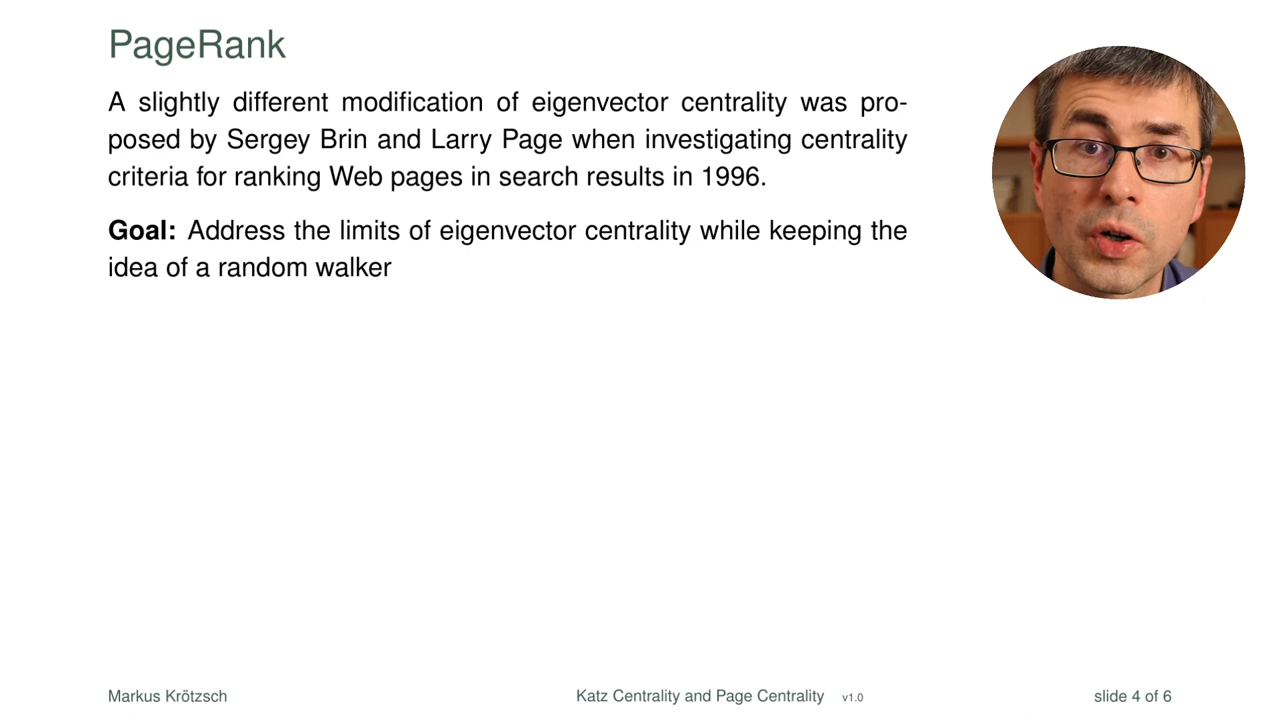 PageRank
A slightly different modification of eigenvector centrality was pro-
posed by Sergey Brin and Larry Page when investigating centrality
criteria for ranking Web pages in search results in 1996.
Goal: Address the limits of eigenvector centrality while keeping the
idea of a random walker
Markus Krötzsch
Katz Centrality and Page Centrality v1.0
slide 4 of 6